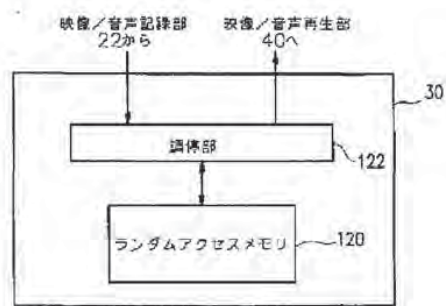 映像／音声記録部
22から
映像／音声再生部
40へ
30
調停部
122
ランダムアクセスメモリ
120